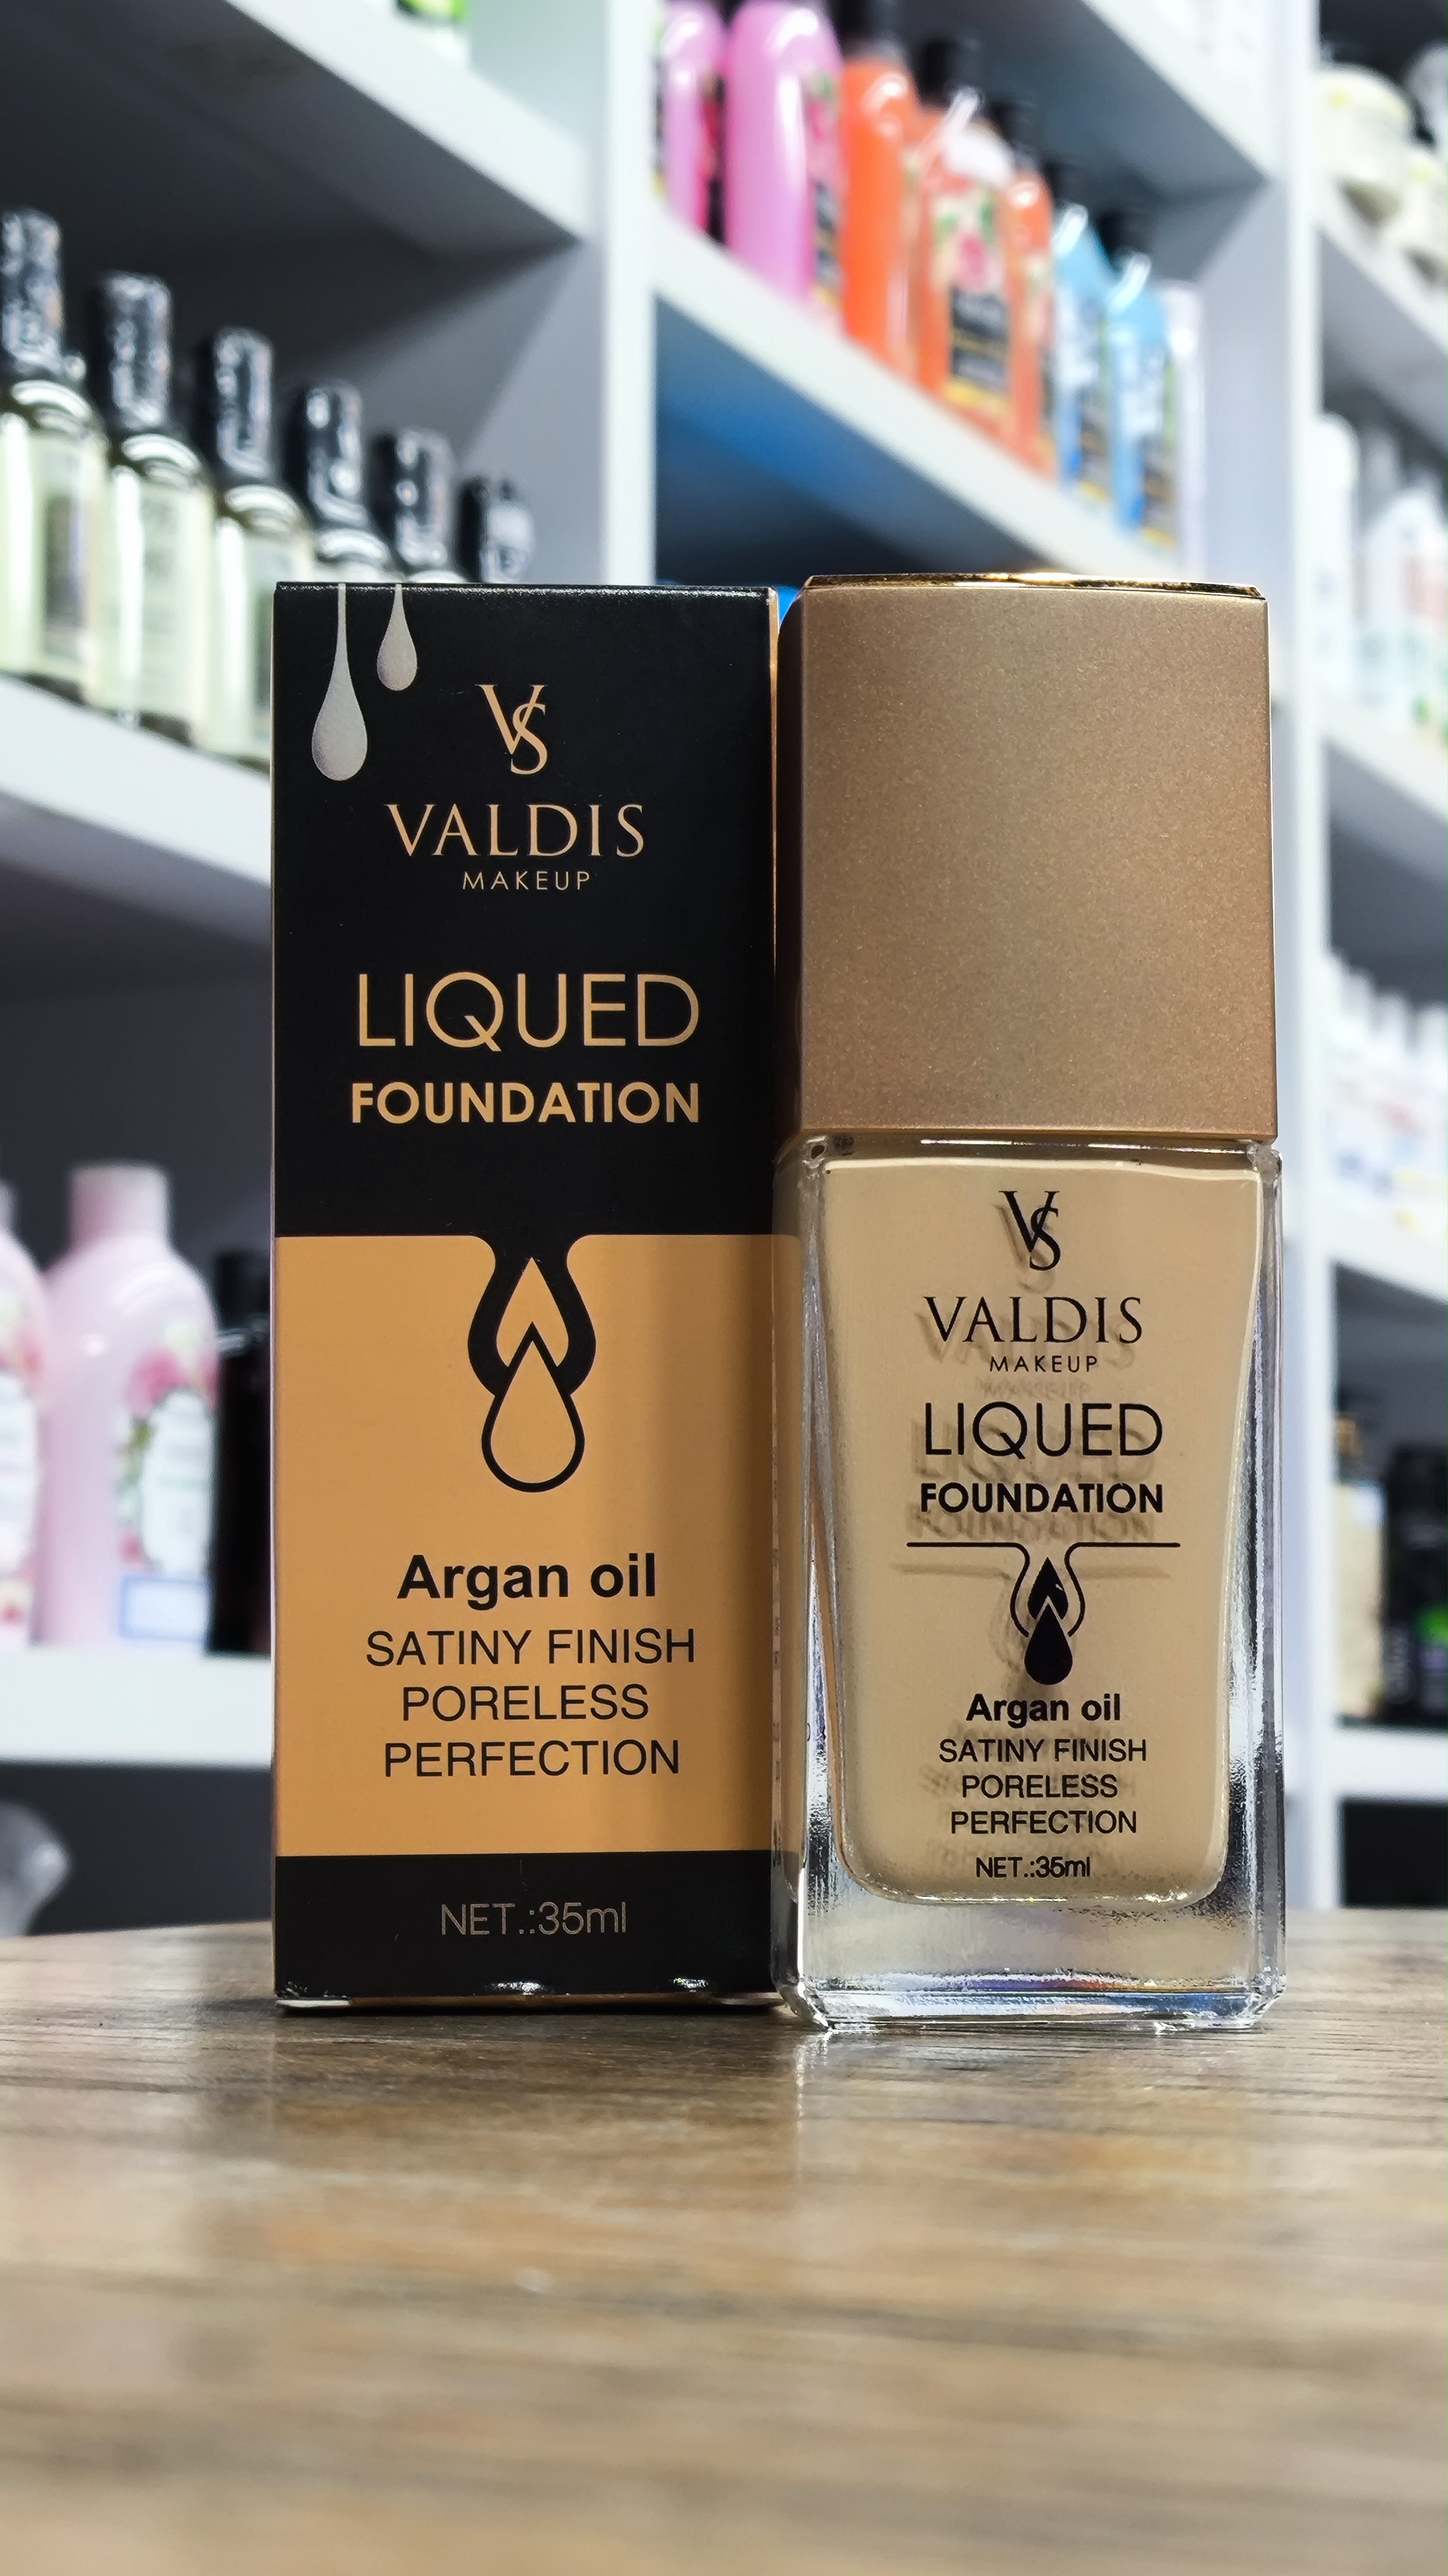 VS
VALDIS
MAKEUP
LIQUED
FOUNDATION
Argan oil
SATINY FINISH
PORELESS
PERFECTION
NET.:35ml
VS
VALDIS
MAKEUP
LIQUED
FOUNDATION
Argan oil
SATINY FINISH
PORELESS
PERFECTION
NET.:35ml